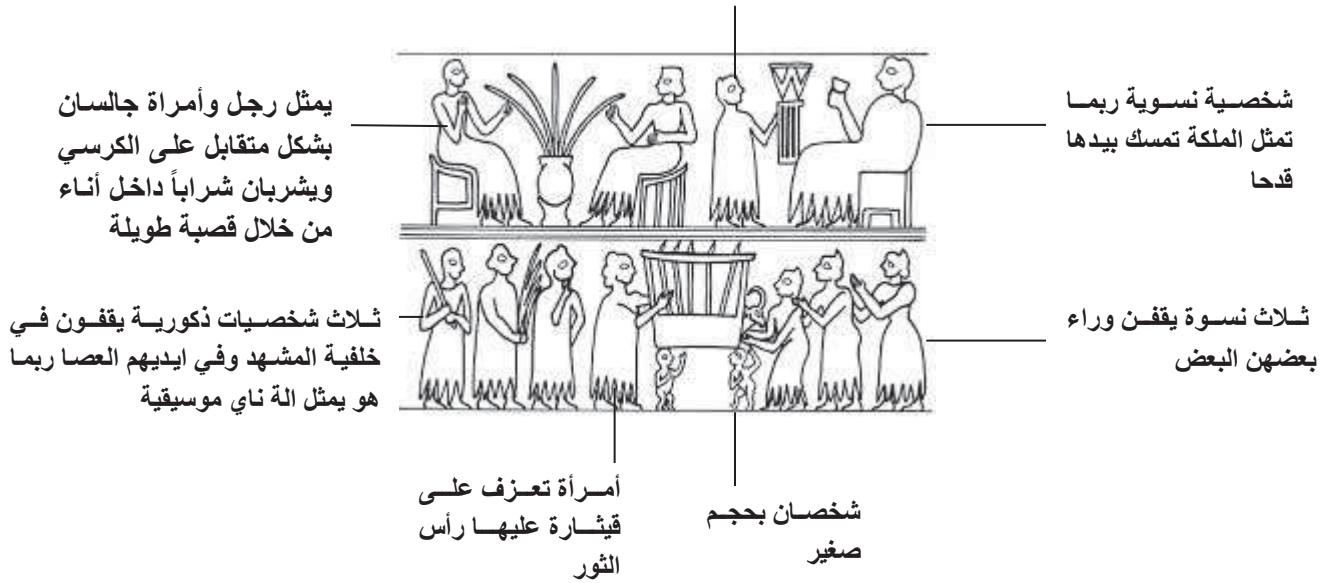 شخصية نسوية ربما
تمثل الملكة تمسك بيدها
قدحا
يمثل رجل وأمراة جالسان
بشكل متقابل على الكرسي
ويشربان شراباً داخل أناء
من خلال قصبة طويلة
ثلاث نسوة يقفن وراء
بعضهن البعض
ثلاث شخصيات ذكورية يقفون في
خلفية المشهد وفي ايديهم العصا ربما
هو يمثل الة ناي موسيقية
شخصان بحجم
صغير
أمرأة تعزف على
قيثارة عليها رأس
الثور